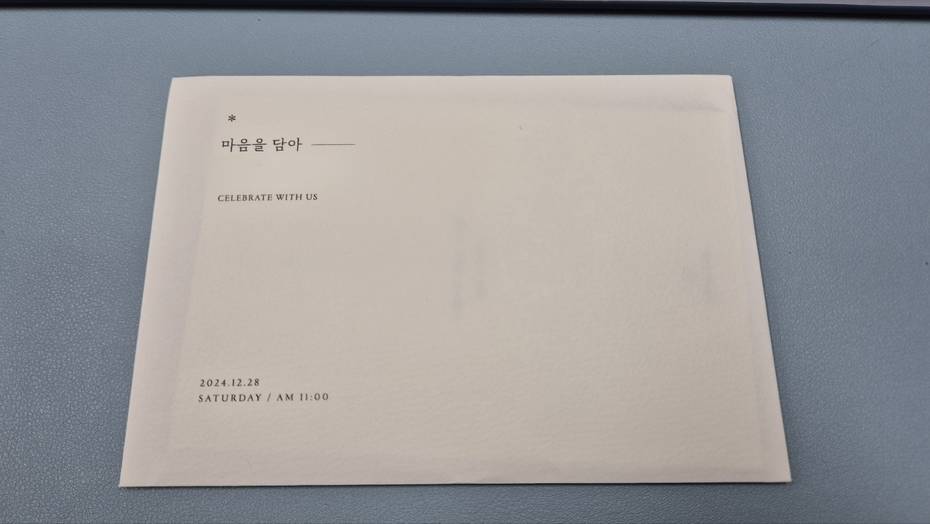 *
마음을 담아
CELEBRATE WITH US
2024.12.28
SATURDAY / AM 11:00